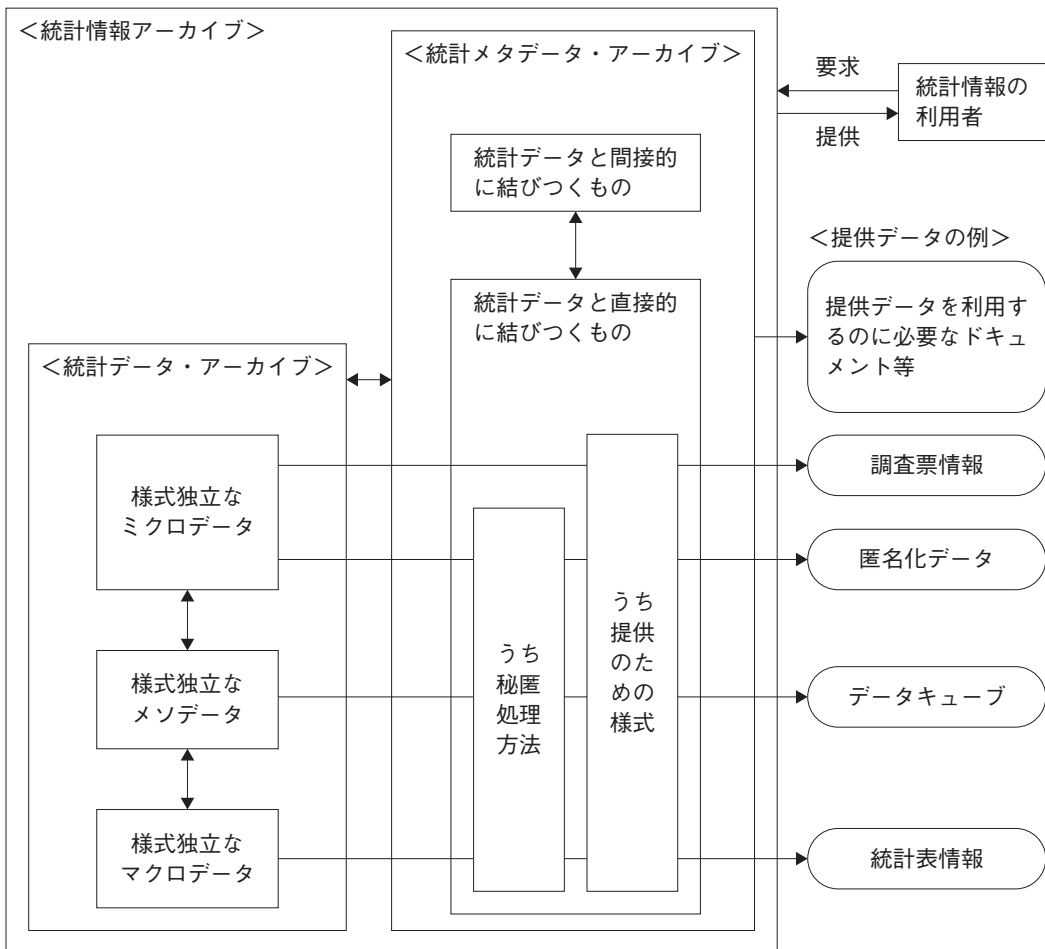 ＜統計情報アーカイブ＞
＜統計メタデータ・アーカイブ＞
要求
統計情報の
利用者
提供
統計データと間接的
に結びつくもの
＜提供データの例＞
統計データと直接的
に結びつくもの
提供データを利用す
るのに必要なドキュ
メント等
＜統計データ・アーカイブ＞
様式独立な
ミクロデータ
調査票情報
匿名化データ
様式独立な
メソデータ
うち
秘匿
処理
方法
うち
提供
のた
めの
様式
データキューブ
様式独立な
マクロデータ
統計表情報